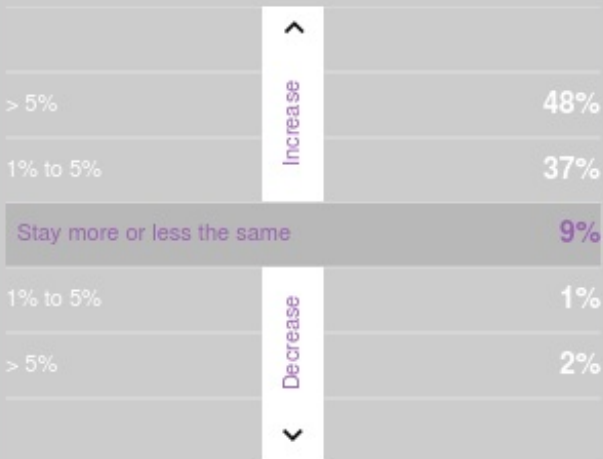 > 5%
48%
Increase
1% to 5%
37%
Stay more or less the same
9%
1% to 5%
1%
Decrease
> 5%
2%